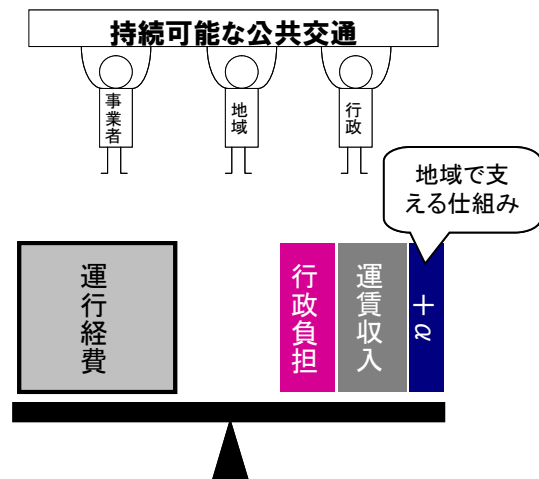 持続可能な公共交通
事業者
地域
行政
地域で支
える仕組み
運行経費
行政負担
運賃収入
+α